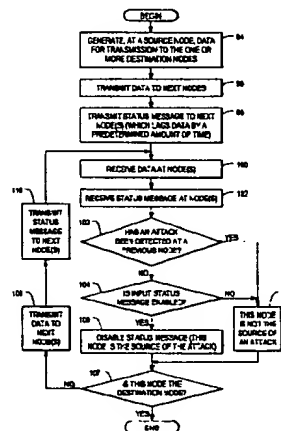 BEGIN
GENERATE, AT A SOURCE NODE, DATA
FOR TRANSMISSION TO THE ONE OR
MORE DESTINATION NODES
94
TRANSMIT DATA TO NEXT NODES
TRANSMIT STATUS MESSAGE TO
NEXT NODE(S) (WHICH LAGS DATA BY A
PREDETERMINED AMOUNT OF TIME)
RECEIVE DATA AT NODE(S)
RECEIVE STATUS MESSAGE AT NODE(S)
102
HAS AN ATTACK
BEEN DETECTED AT A
PREVIOUS NODE?
YES
NO
104
IS INPUT STATUS
MESSAGE ENABLED?
NO
YES
DISABLE STATUS MESSAGE (THIS
NODE IS THE SOURCE OF THE ATTACK)
THIS NODE
IS NOT THE
SOURCE OF
AN ATTACK
107
IS THIS NODE THE
DESTINATION NODE?
NO
YES
END
TRANSMIT
DATA TO
NEXT
NODE(S)
110
TRANSMIT
STATUS
MESSAGE
TO NEXT
NODE(S)